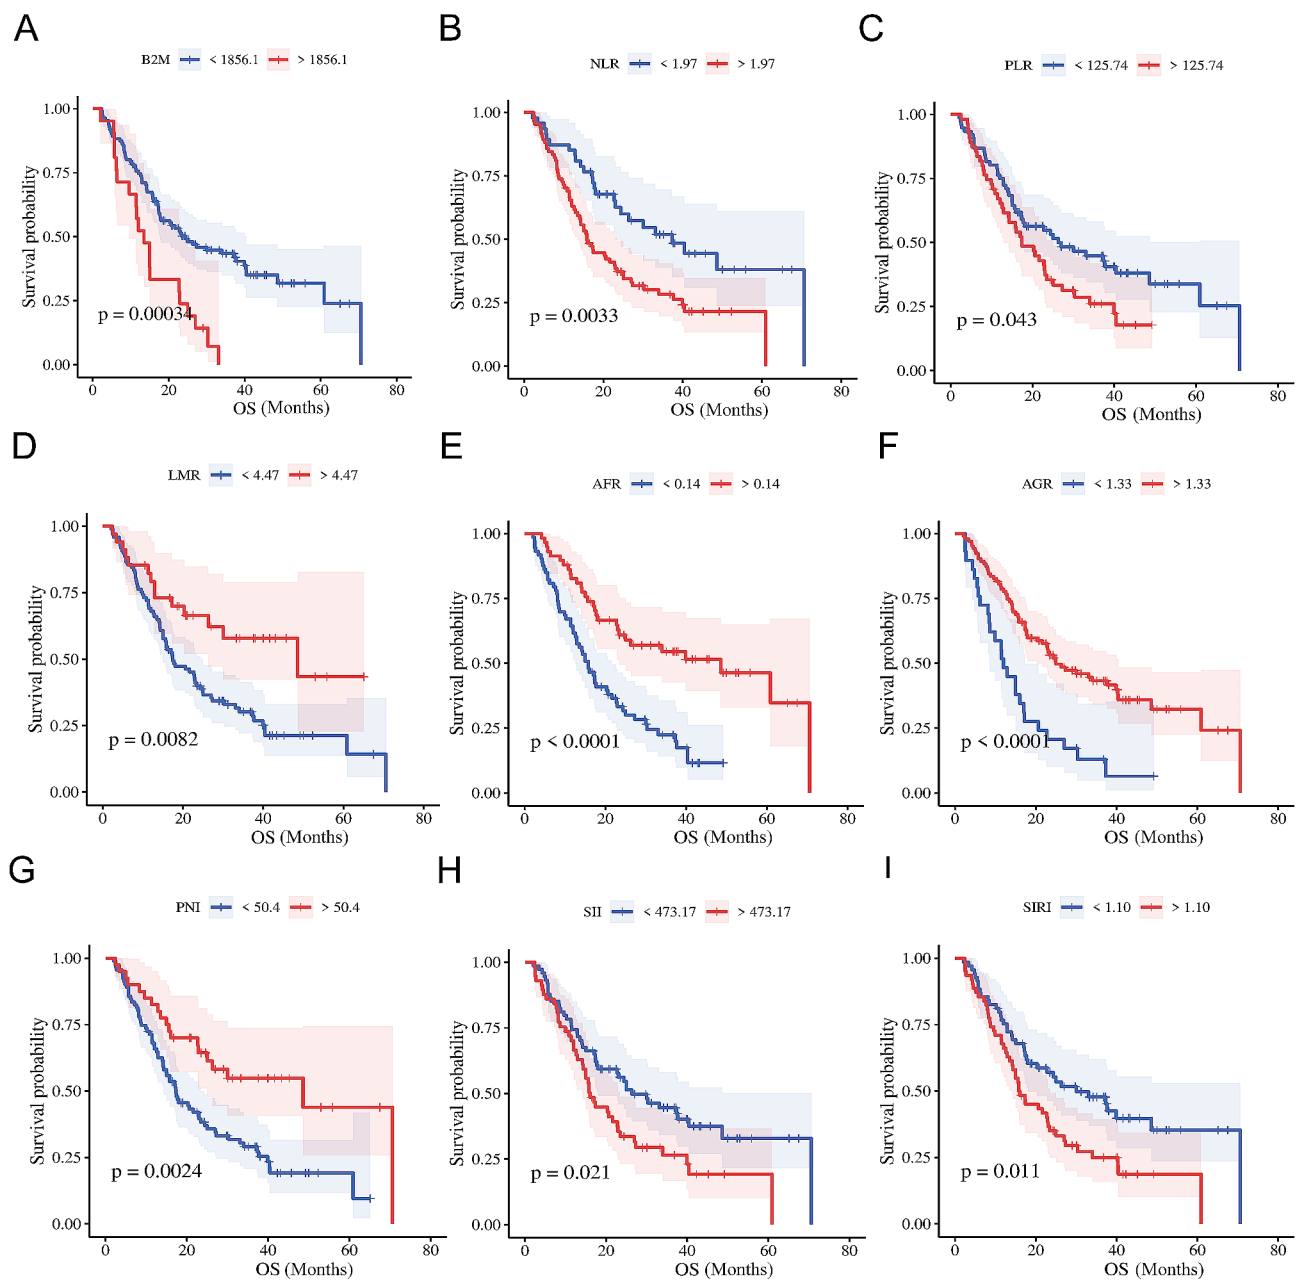 A
B2M < 1856.1 > 1856.1
Survival probability
1.00
0.75
0.50
0.25
0.00
p = 0.00034
0 20 40 60 80
OS (Months)
B
NLR < 1.97 > 1.97
Survival probability
1.00
0.75
0.50
0.25
0.00
p = 0.0033
0 20 40 60 80
OS (Months)
C
PLR < 125.74 > 125.74
Survival probability
1.00
0.75
0.50
0.25
0.00
p = 0.043
0 20 40 60 80
OS (Months)
D
LMR < 4.47 > 4.47
Survival probability
1.00
0.75
0.50
0.25
0.00
p = 0.0082
0 20 40 60 80
OS (Months)
E
AFR < 0.14 > 0.14
Survival probability
1.00
0.75
0.50
0.25
0.00
p < 0.0001
0 20 40 60 80
OS (Months)
F
AGR < 1.33 > 1.33
Survival probability
1.00
0.75
0.50
0.25
0.00
p < 0.0001
0 20 40 60 80
OS (Months)
G
PNI < 50.4 > 50.4
Survival probability
1.00
0.75
0.50
0.25
0.00
p = 0.0024
0 20 40 60 80
OS (Months)
H
SII < 473.17 > 473.17
Survival probability
1.00
0.75
0.50
0.25
0.00
p = 0.021
0 20 40 60 80
OS (Months)
I
SIRI < 1.10 > 1.10
Survival probability
1.00
0.75
0.50
0.25
0.00
p = 0.011
0 20 40 60 80
OS (Months)